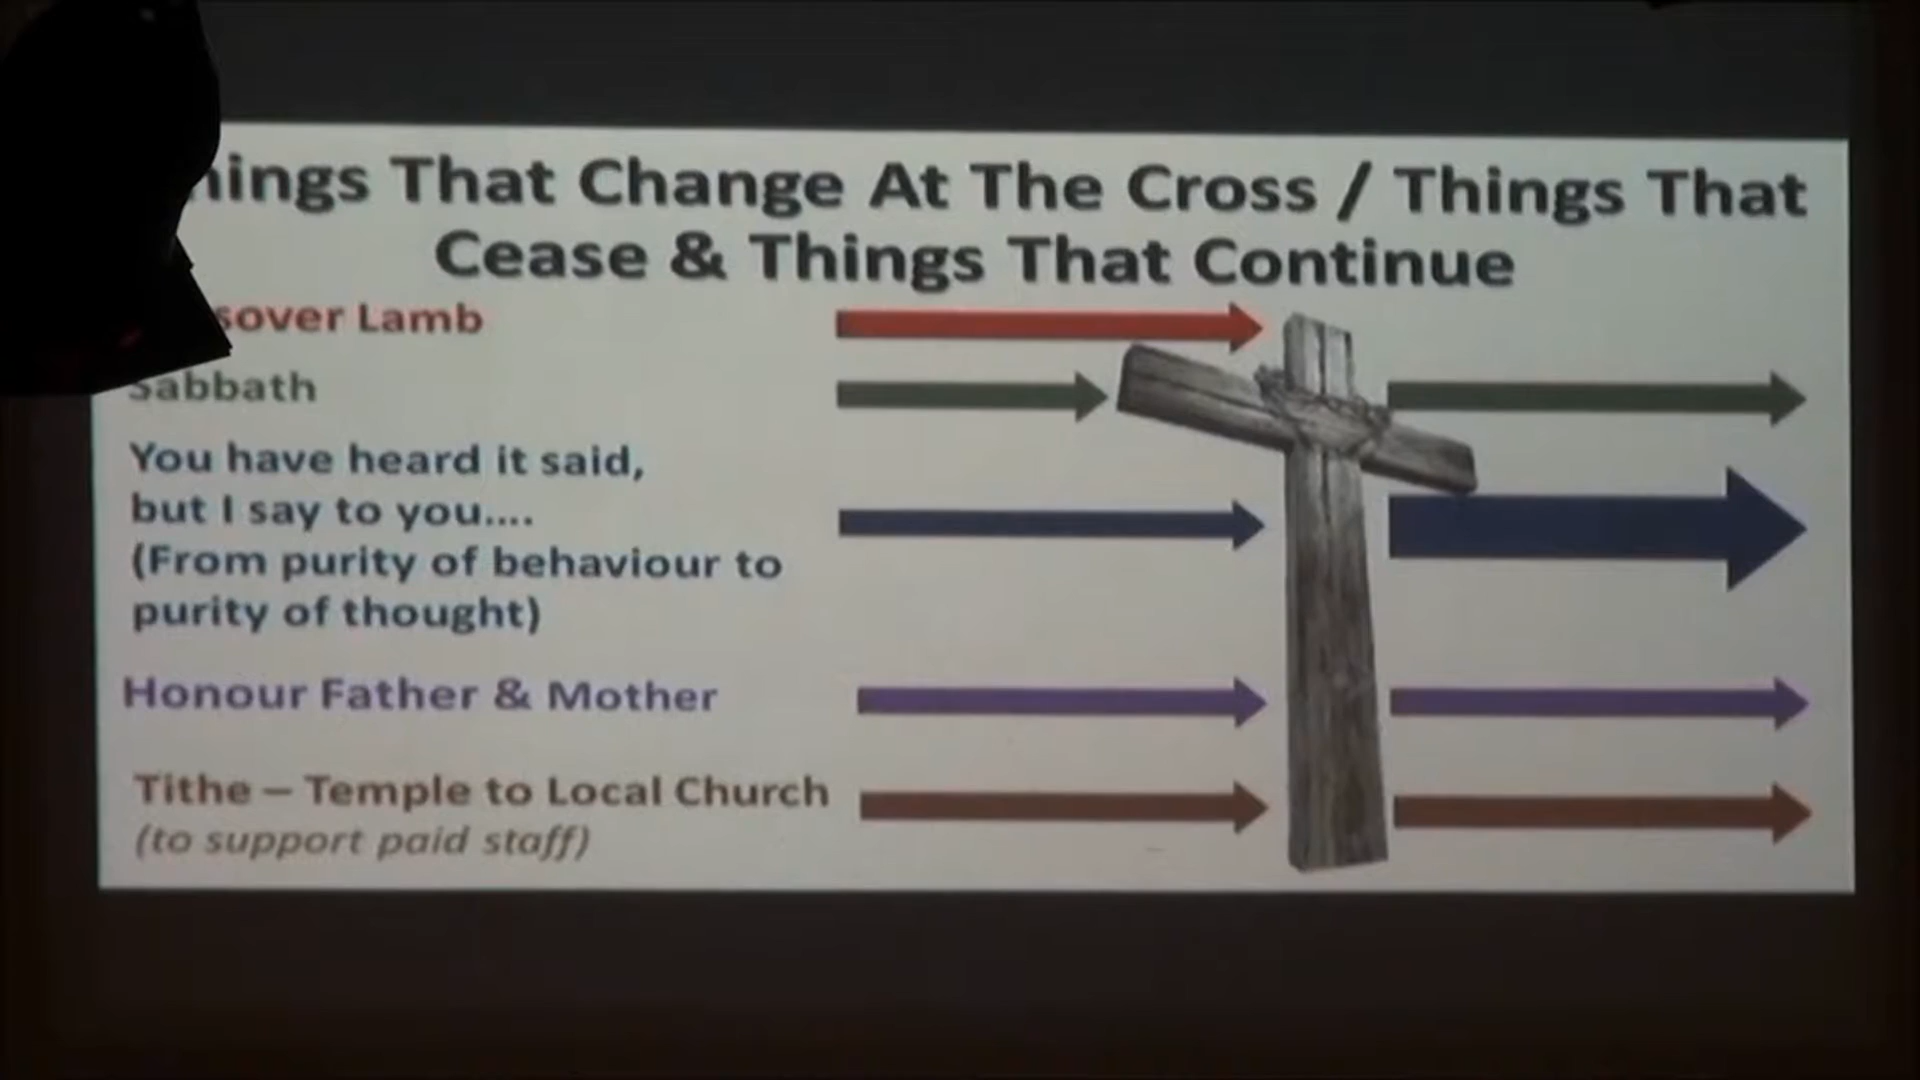 hings That Change At The Cross / Things That
Cease & Things That Continue
sover Lamb
Sabbath
You have heard it said,
but I say to you....
(From purity of behaviour to
purity of thought)
Honour Father & Mother
Tithe – Temple to Local Church
(to support paid staff)